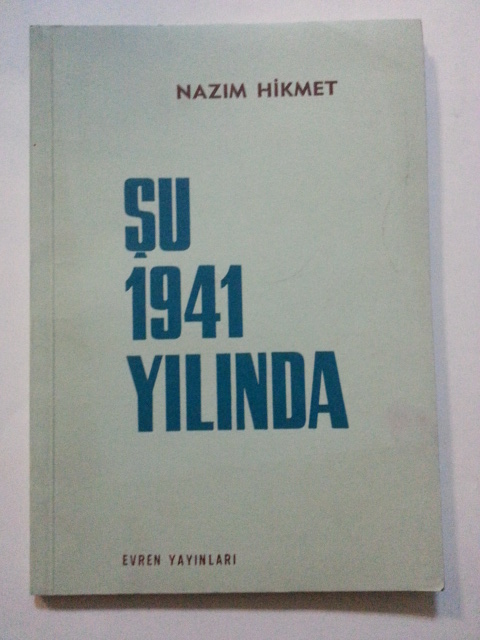 NAZIM HİKMET
ŞU
1941
YILINDA
EVREN YAYINLARI